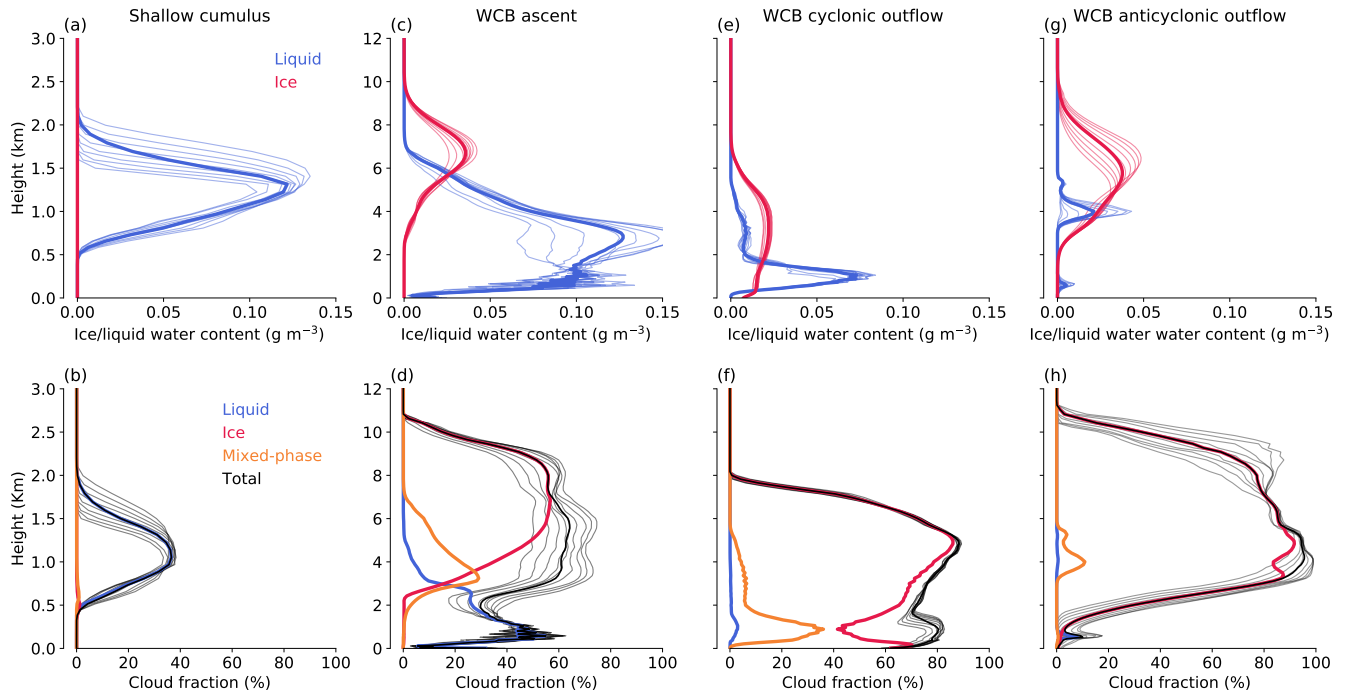 Shallow cumulus
WCB ascent
WCB cyclonic outflow
WCB anticyclonic outflow
(a)
(c)
(e)
(g)
3.0
2.5
2.0
1.5
1.0
0.5
0.0
Height (km)
Liquid
Ice
0.00
0.05
0.10
0.15
Ice/liquid water content (g m⁻³)
12
10
8
6
4
2
0
0.00
0.05
0.10
0.15
Ice/liquid water content (g m⁻³)
0.00
0.05
0.10
0.15
Ice/liquid water content (g m⁻³)
0.00
0.05
0.10
0.15
Ice/liquid water water content (g m⁻³)
(b)
(d)
(f)
(h)
3.0
2.5
2.0
1.5
1.0
0.5
0.0
Height (Km)
Liquid
Ice
Mixed-phase
Total
0
20
40
60
80
100
Cloud fraction (%)
12
10
8
6
4
2
0
0
20
40
60
80
100
Cloud fraction (%)
0
20
40
60
80
100
Cloud fraction (%)
0
20
40
60
80
100
Cloud fraction (%)